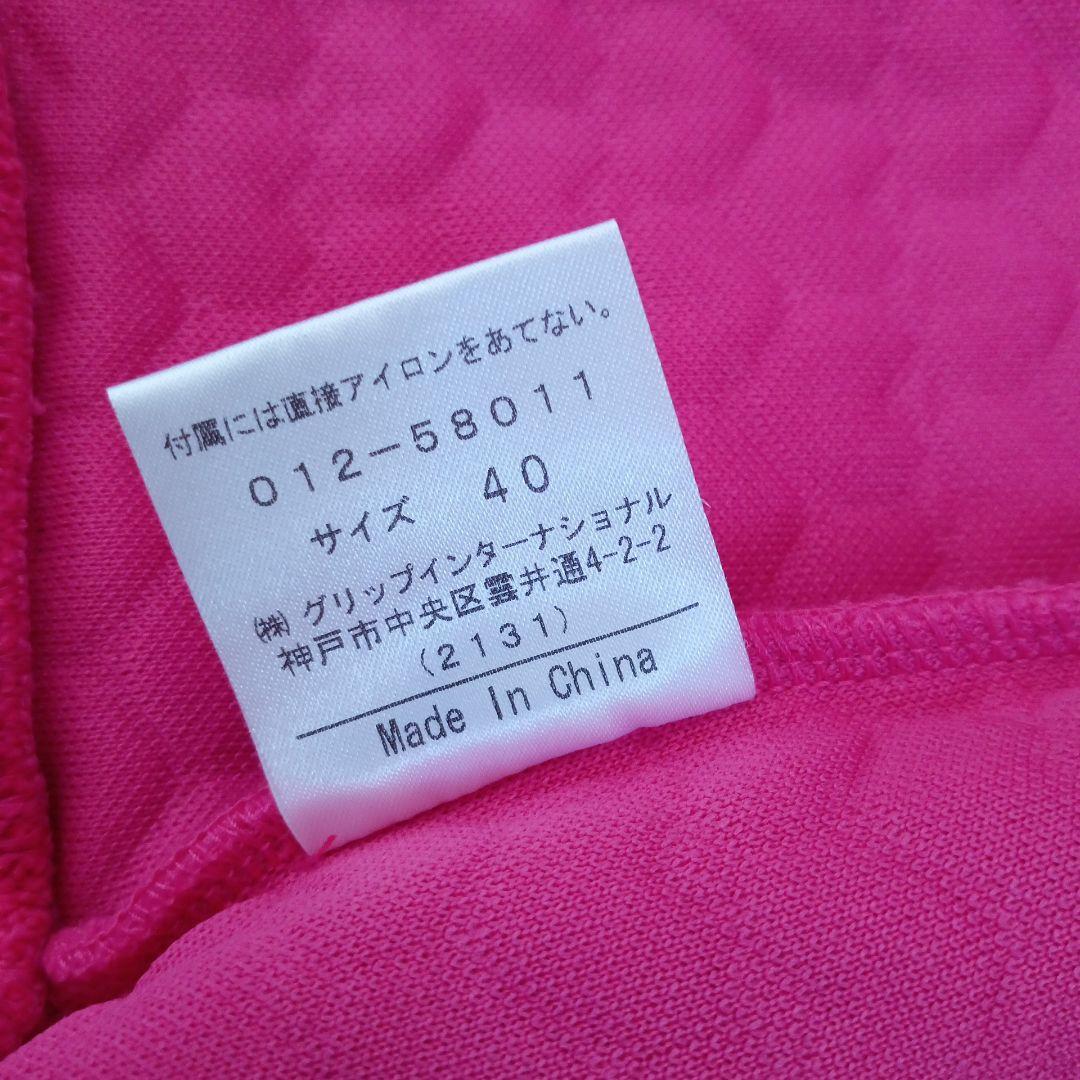 付属には直接アイロンをあてない。
012-58011
サイズ 40
㈱グリップインターナショナル
神戸市中央区雲井通4-2-2
(2131)
Made In China